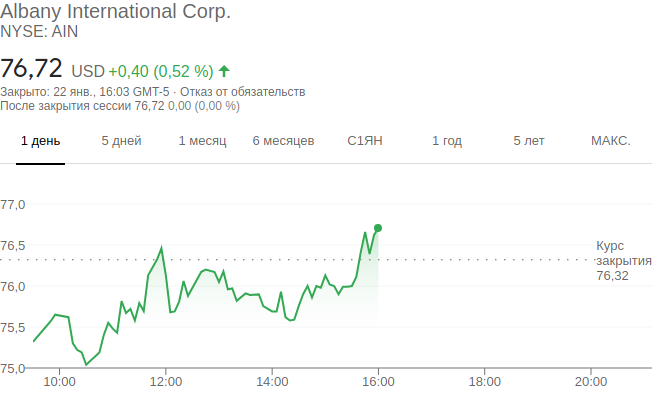 Albany International Corp.
NYSE: AIN
76,72 USD +0,40 (0,52 %)
Закрыто: 22 янв., 16:03 GMT-5 · Отказ от обязательств
После закрытия сессии 76,72 0,00 (0,00 %)
1 день 5 дней 1 месяц 6 месяцев С1ЯН 1 год 5 лет МАКС.
77,0
76,5
Курс
закрытия
76,32
76,0
75,5
75,0
10:00 12:00 14:00 16:00 18:00 20:00